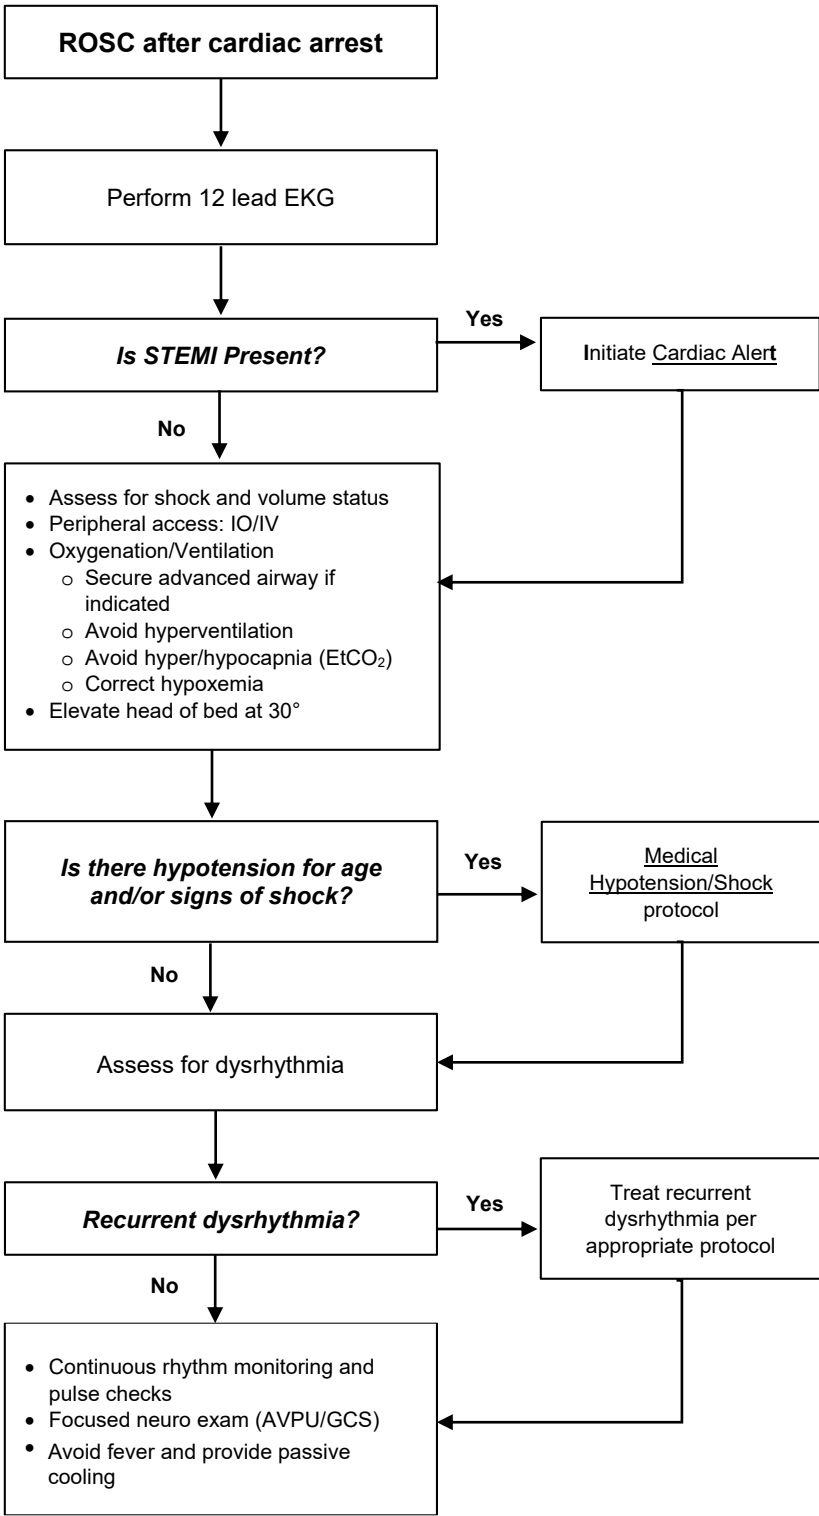 ROSC after cardiac arrest
Perform 12 lead EKG
Is STEMI Present?
Yes
Initiate Cardiac Alert
No
• Assess for shock and volume status
• Peripheral access: IO/IV
• Oxygenation/Ventilation
o Secure advanced airway if
indicated
o Avoid hyperventilation
o Avoid hyper/hypocapnia (EtCO₂)
o Correct hypoxemia
• Elevate head of bed at 30°
Is there hypotension for age
and/or signs of shock?
Yes
Medical
Hypotension/Shock
protocol
No
Assess for dysrhythmia
Recurrent dysrhythmia?
Yes
Treat recurrent
dysrhythmia per
appropriate protocol
No
• Continuous rhythm monitoring and
pulse checks
• Focused neuro exam (AVPU/GCS)
• Avoid fever and provide passive
cooling